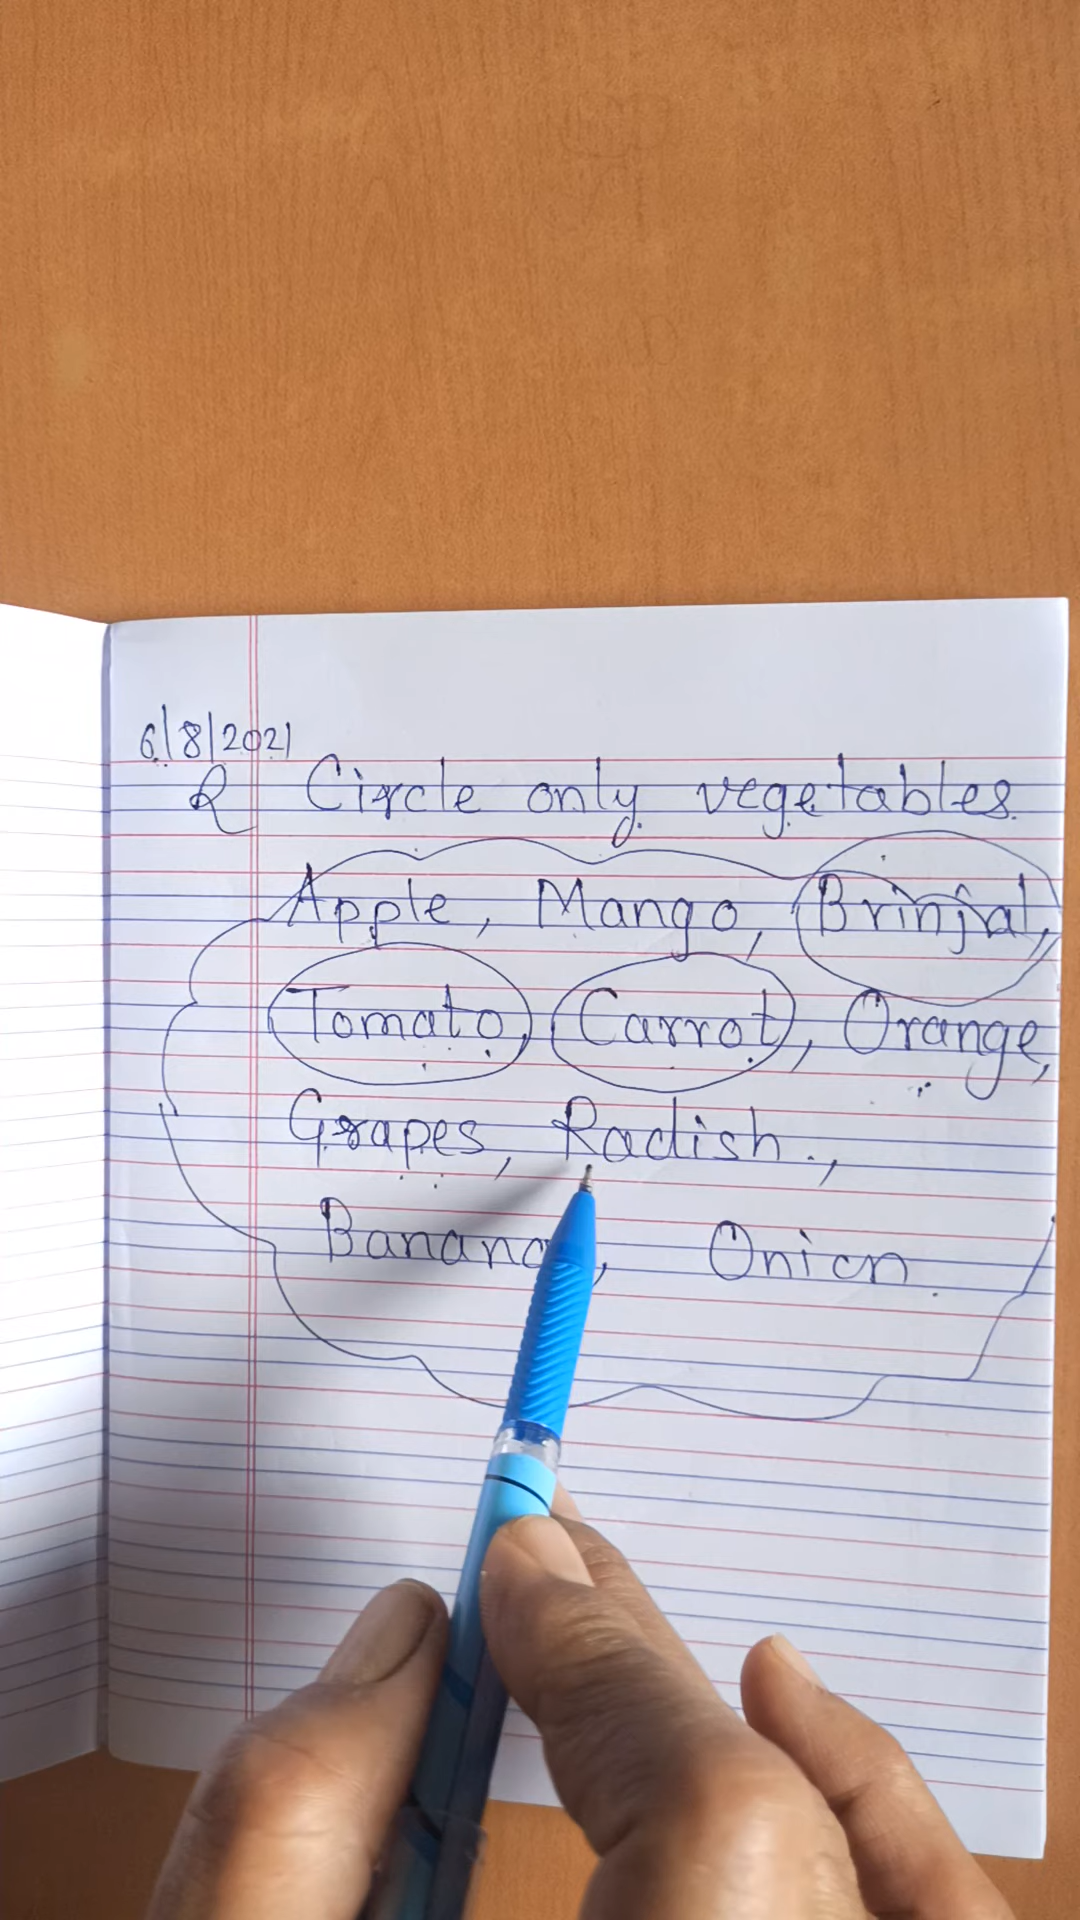 6/8/2021
Q Circle only vegetables.
Apple, Mango, Brinjal,
Tomato, Carrot, Orange,
Grapes, Radish.,
Banana, Onion.